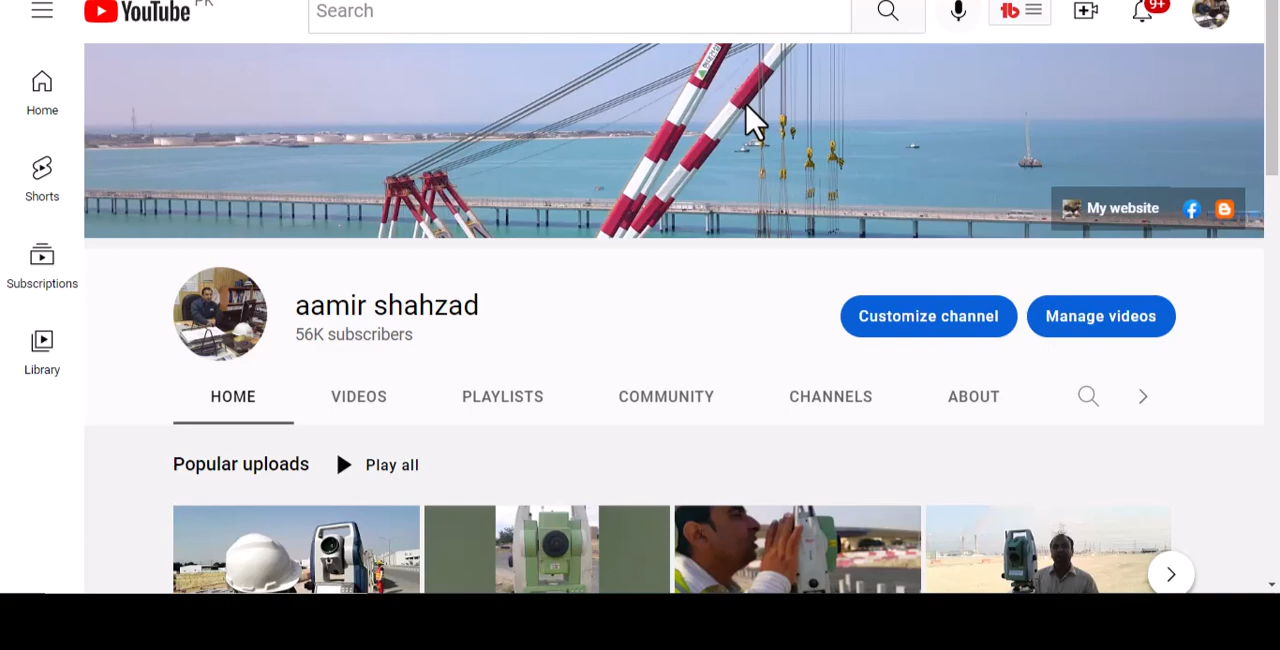 YouTube PK
Search
9+
Home
Shorts
Subscriptions
Library
My website
aamir shahzad
56K subscribers
Customize channel
Manage videos
HOME VIDEOS PLAYLISTS COMMUNITY CHANNELS ABOUT
Popular uploads
Play all